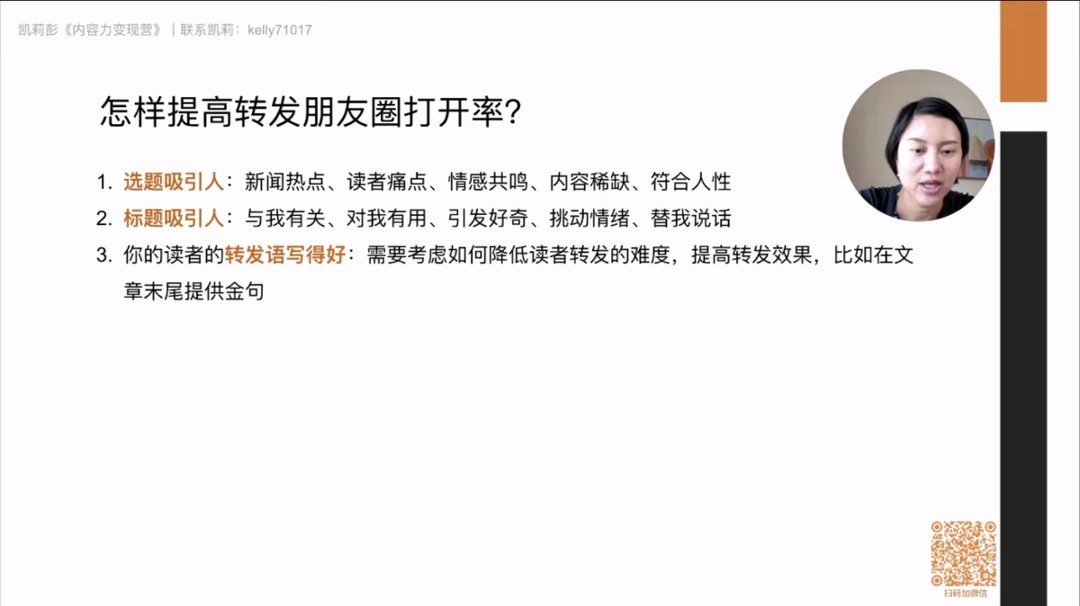 凯莉彭《内容力变现营》｜联系凯莉：kelly71017
怎样提高转发朋友圈打开率？
1. 选题吸引人：新闻热点、读者痛点、情感共鸣、内容稀缺、符合人性
2. 标题吸引人：与我有关、对我有用、引发好奇、挑动情绪、替我说话
3. 你的读者的转发语写得好：需要考虑如何降低读者转发的难度，提高转发效果，比如在文
章末尾提供金句
扫码加微信